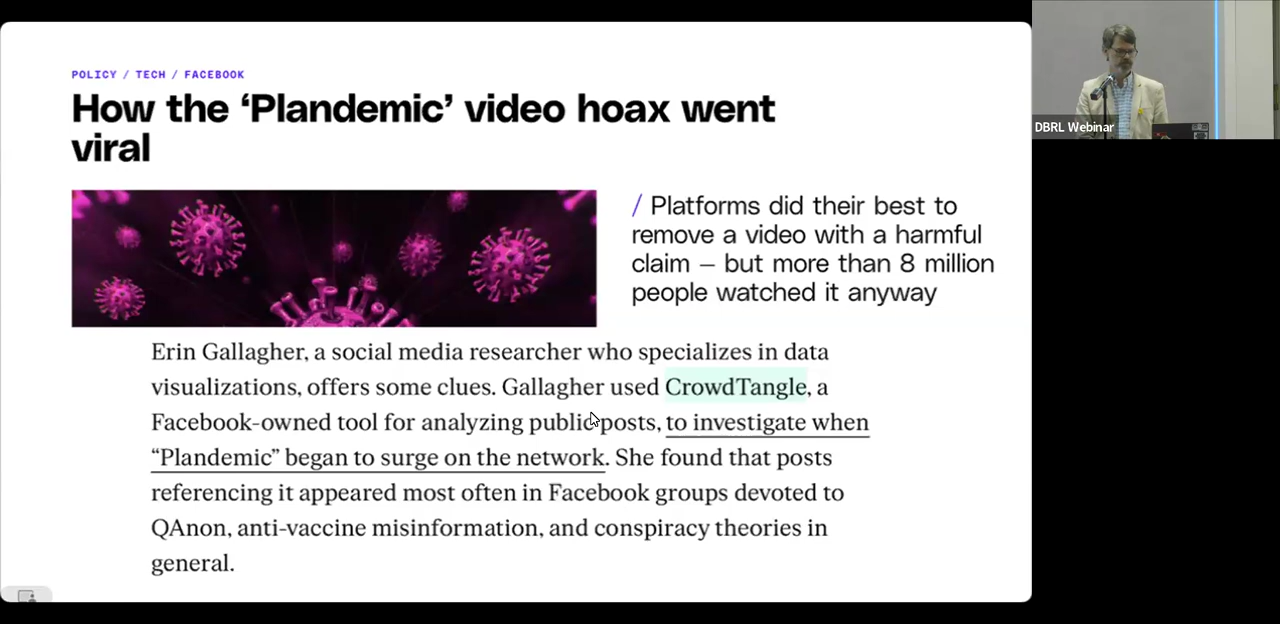 POLICY / TECH / FACEBOOK
How the ‘Plandemic’ video hoax went
viral
/ Platforms did their best to
remove a video with a harmful
claim — but more than 8 million
people watched it anyway
Erin Gallagher, a social media researcher who specializes in data
visualizations, offers some clues. Gallagher used CrowdTangle, a
Facebook-owned tool for analyzing public posts, to investigate when
“Plandemic” began to surge on the network. She found that posts
referencing it appeared most often in Facebook groups devoted to
QAnon, anti-vaccine misinformation, and conspiracy theories in
general.
DBRL Webinar